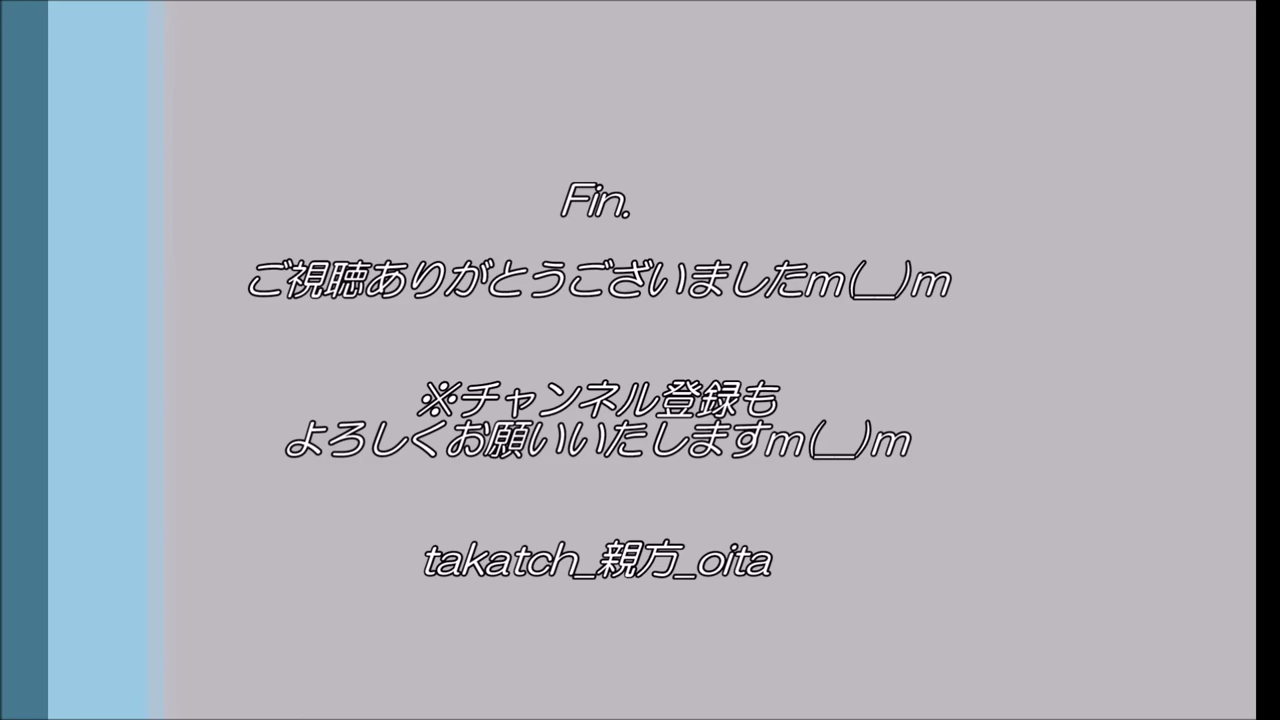 Fin.
ご視聴ありがとうございましたm(__)m
※チャンネル登録も
よろしくお願いいたしますm(__)m
takatch_親方_oita